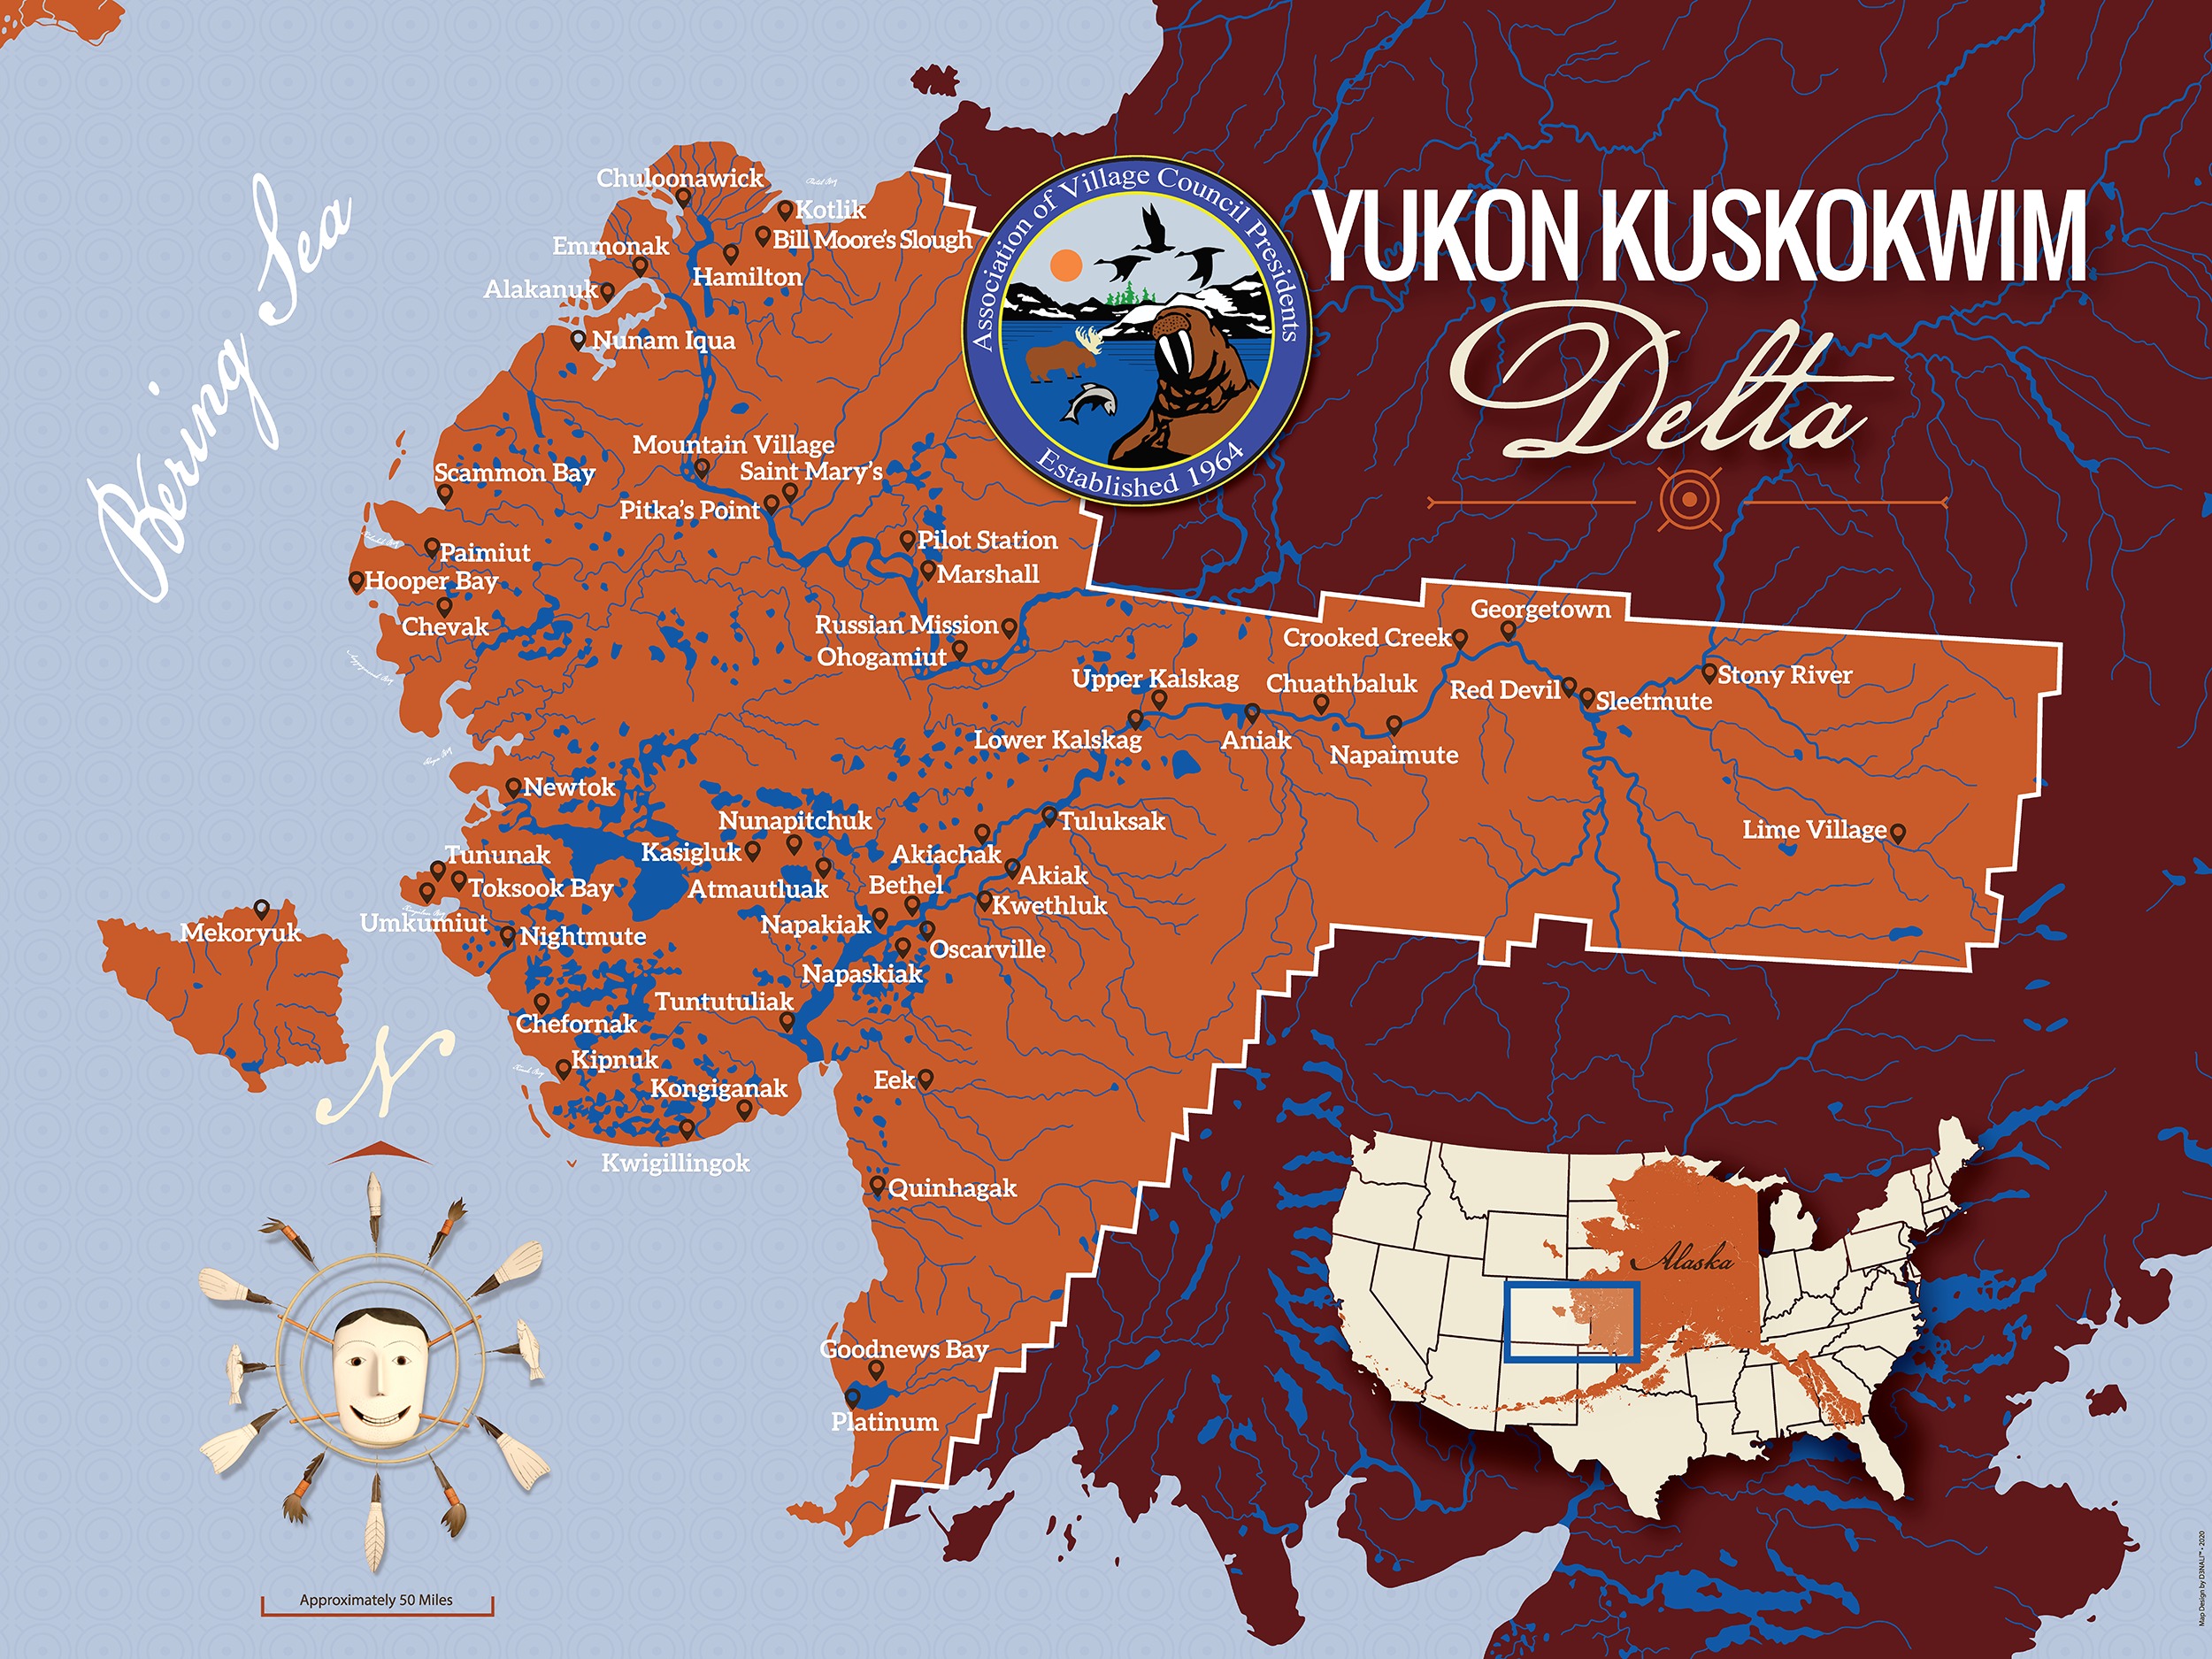 YUKON KUSKOKWIM
Delta
Association of Village Council Presidents
Established 1964
Bering Sea
Chuloonawick
Kotlik
Bill Moore's Slough
Emmonak
Hamilton
Alakanuk
Nunam Iqua
Mountain Village
Scammon Bay
Saint Mary's
Pitka's Point
Pilot Station
Paimiut
Marshall
Hooper Bay
Chevak
Russian Mission
Ohogamiut
Georgetown
Crooked Creek
Upper Kalskag
Chuathbaluk
Red Devil
Stony River
Sleetmute
Lower Kalskag
Aniak
Napaimute
Newtok
Nunapitchuk
Tuluksak
Lime Village
Kasigluk
Akiachak
Tununak
Toksook Bay
Atmautluak
Bethel
Akiak
Kwethluk
Umkumiut
Napakiak
Mekoryuk
Nightmute
Oscarville
Napaskiak
Tuntutuliak
Chefornak
Kipnuk
Eek
Kongiganak
Kwigillingok
Quinhagak
Goodnews Bay
Platinum
N
Alaska
Approximately 50 Miles
Map Design by D3NALI™ • 2020